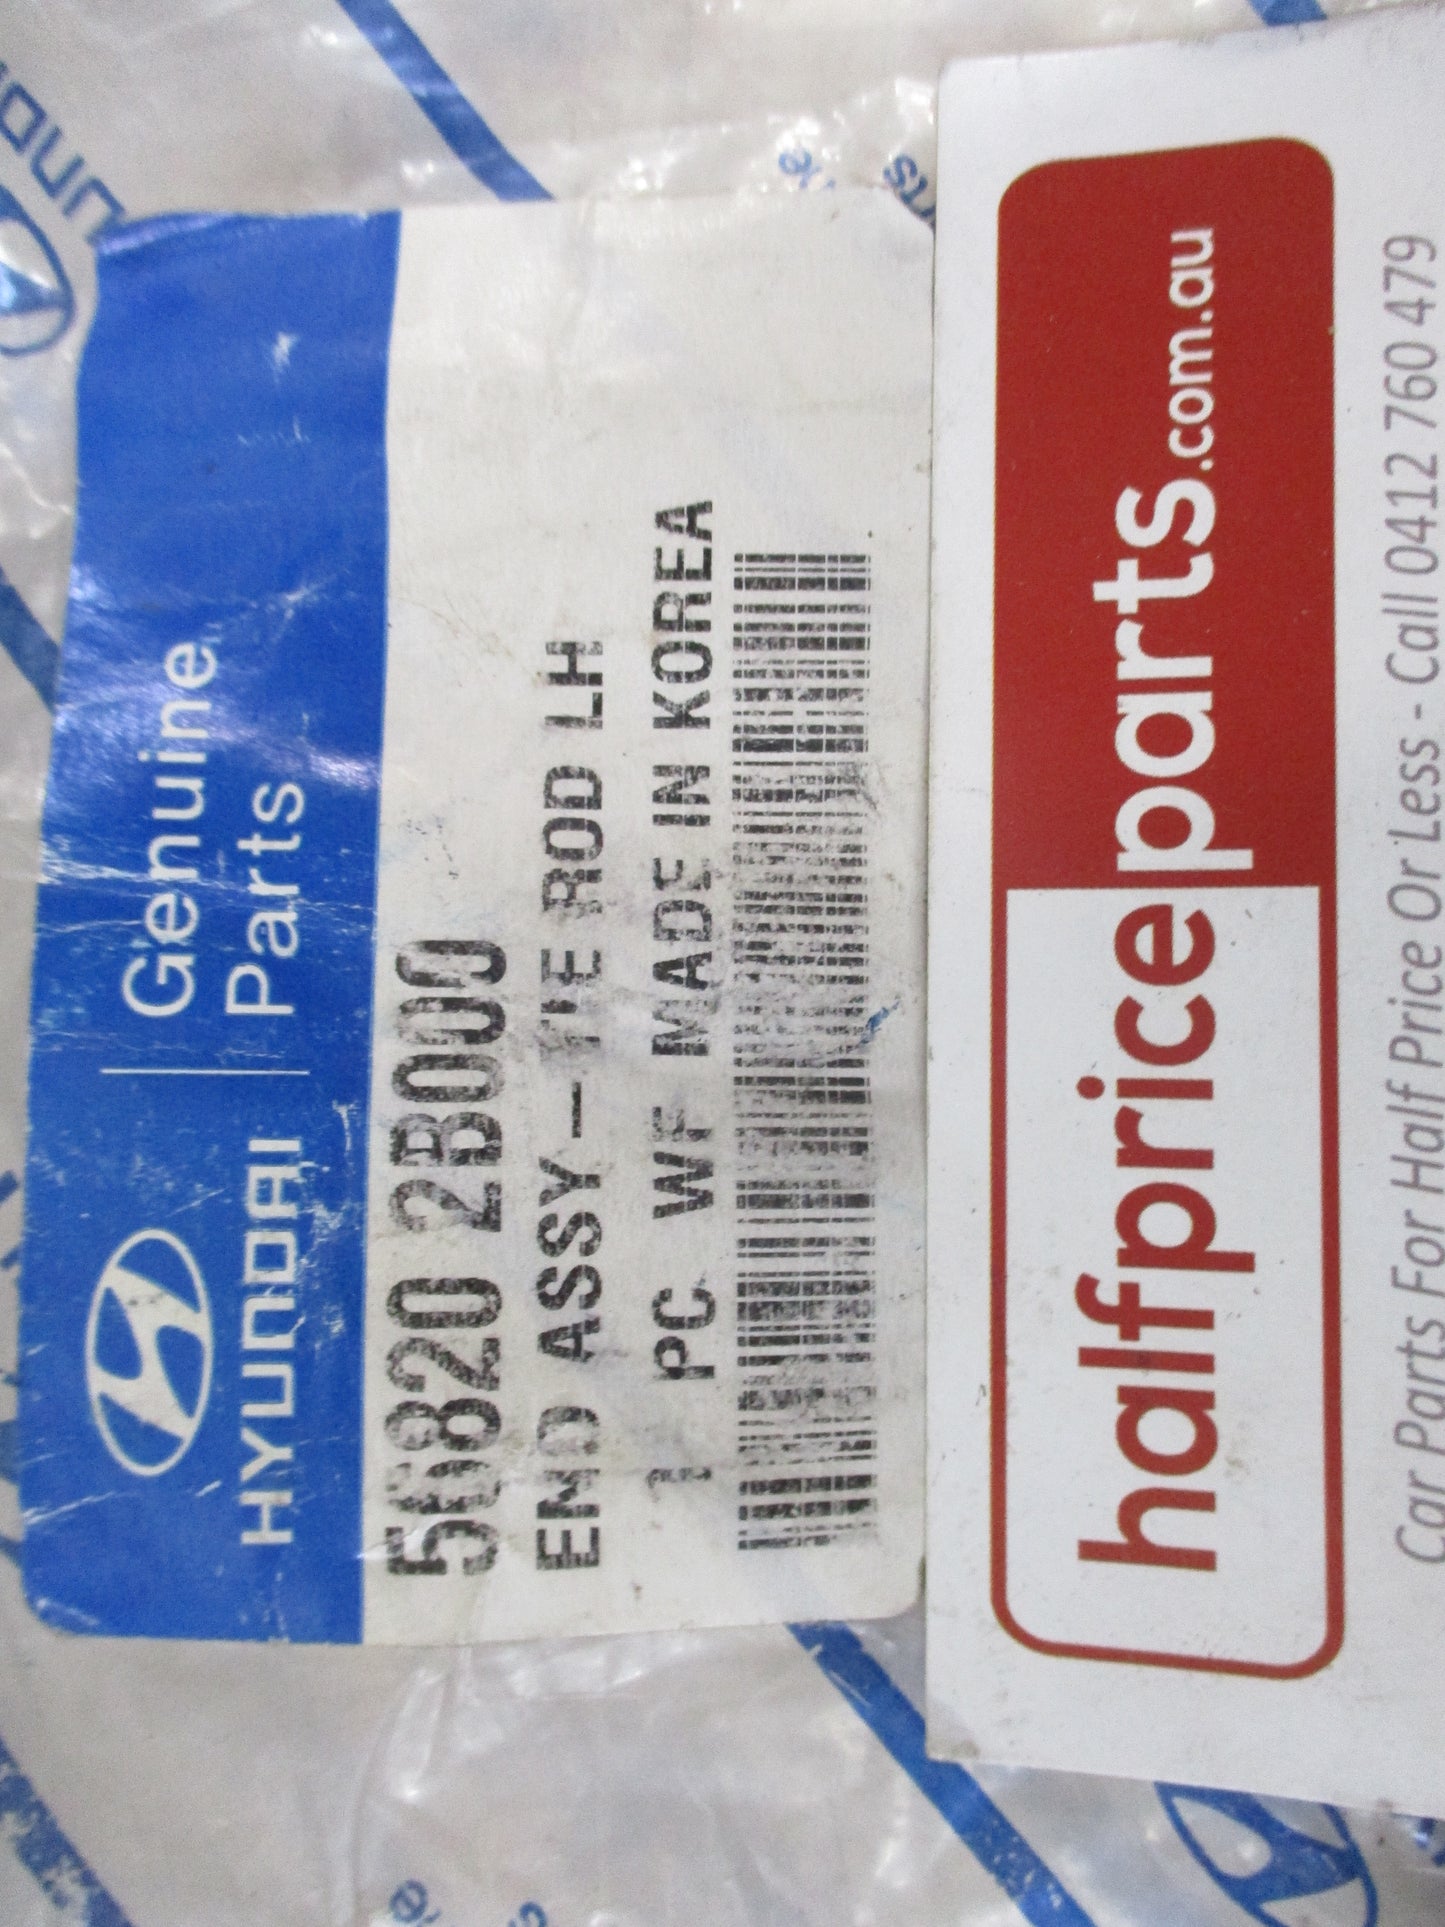 HYUNDAI
Genuine
Parts
56820 2B000
EMD ASSY-TIE ROD LH
1 PC WF MADE IN KOREA
halfpriceparts.com.au
Car Parts For Half Price Or Less - Call 0412 760 479